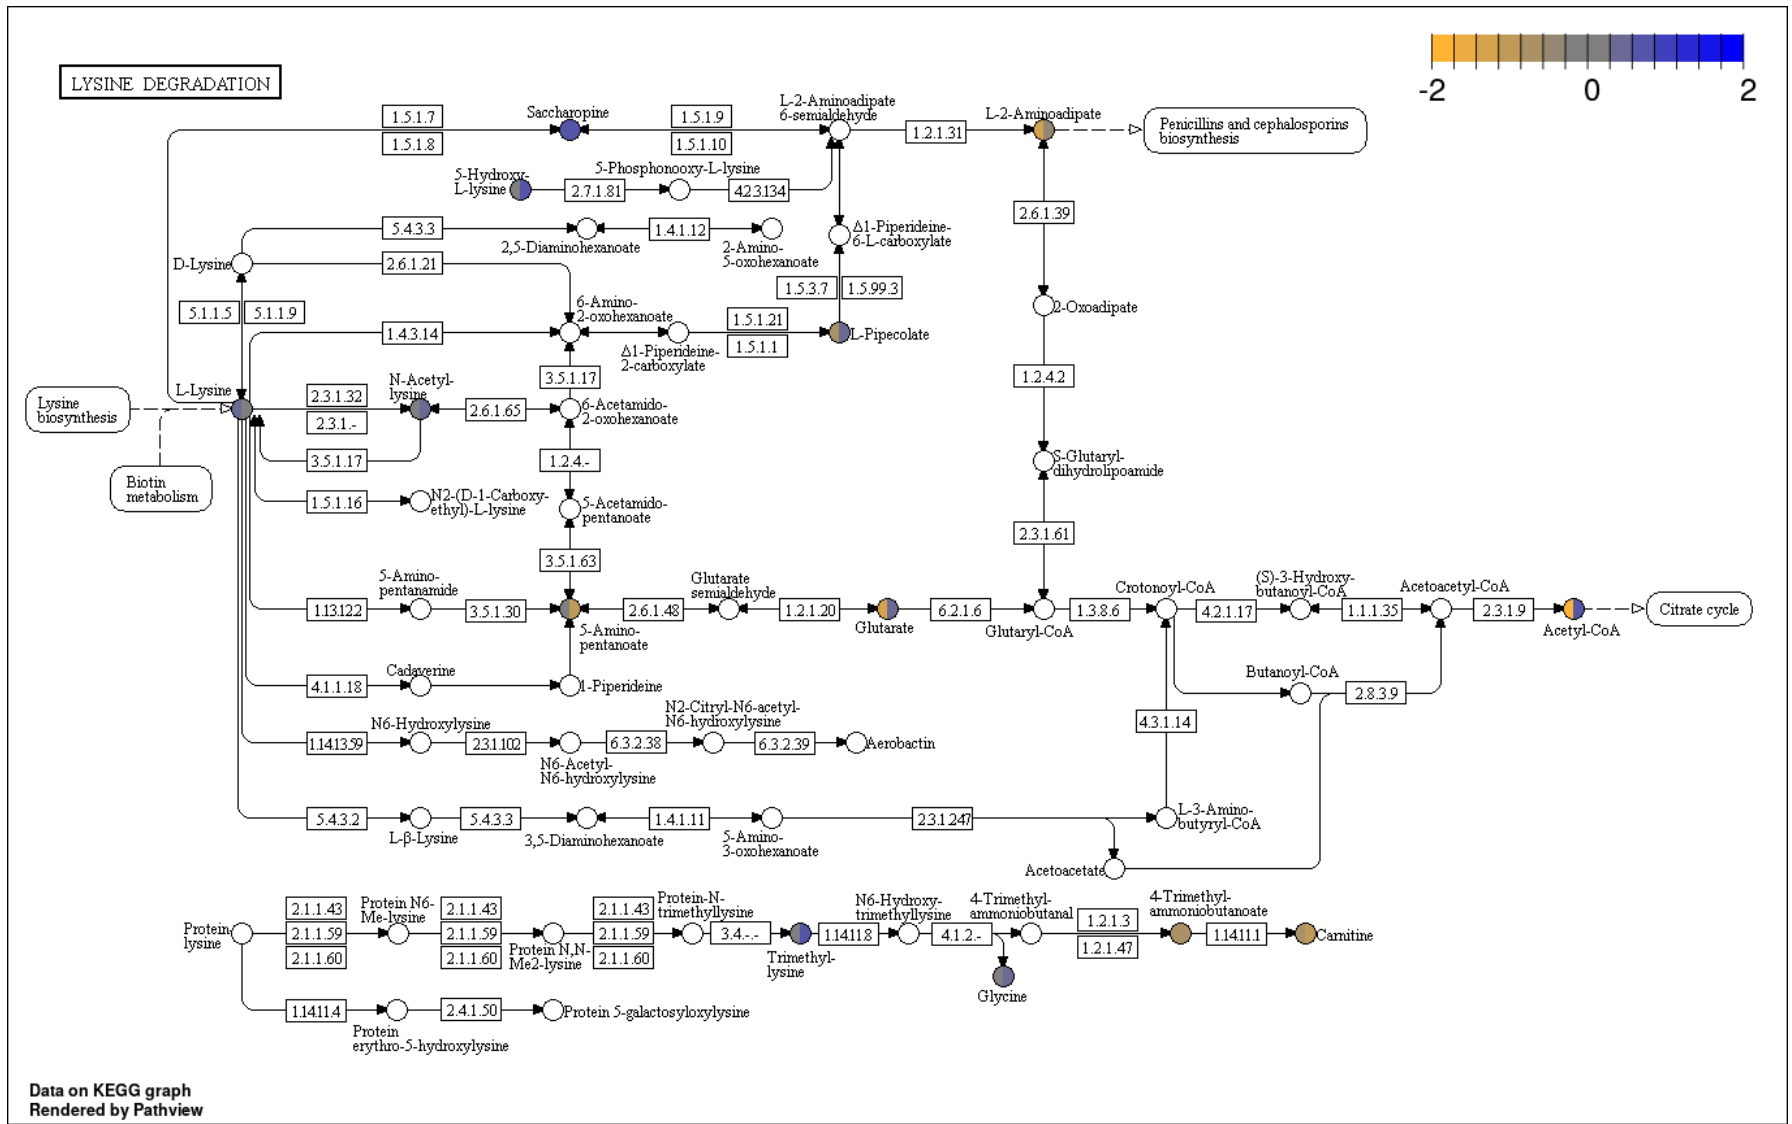 LYSINE DEGRADATION
-2
0
2
1.5.1.7
1.5.1.8
Saccharopine
1.5.1.9
1.5.1.10
L-2-Aminoadipate
6-semialdehyde
1.2.1.31
L-2-Aminoadipate
Penicillins and cephalosporins
biosynthesis
5-Hydroxy-
L-lysine
2.7.1.81
5-Phosphonooxy-L-lysine
4.2.3.134
5.4.3.3
2,5-Diaminohexanoate
1.4.1.12
2-Amino-
5-oxohexanoate
Δ1-Piperideine-
6-L-carboxylate
2.6.1.39
D-Lysine
2.6.1.21
1.5.3.7
1.5.99.3
5.1.1.5
5.1.1.9
6-Amino-
2-oxohexanoate
2-Oxoadipate
1.4.3.14
Δ1-Piperideine-
2-carboxylate
1.5.1.21
1.5.1.1
L-Pipecolate
3.5.1.17
1.2.4.2
L-Lysine
Lysine
biosynthesis
2.3.1.32
2.3.1.-
N-Acetyl-
lysine
2.6.1.65
6-Acetamido-
2-oxohexanoate
3.5.1.17
1.2.4.-
S-Glutaryl-
dihydrolipoamide
Biotin
metabolism
1.5.1.16
N2-(D-1-Carboxy-
ethyl)-L-lysine
5-Acetamido-
pentanoate
2.3.1.61
3.5.1.63
5-Amino-
pentanamide
1.13.12.2
3.5.1.30
5-Amino-
pentanoate
2.6.1.48
Glutarate
semialdehyde
1.2.1.20
Glutarate
6.2.1.6
Glutaryl-CoA
1.3.8.6
Crotonoyl-CoA
4.2.1.17
(S)-3-Hydroxy-
butanoyl-CoA
1.1.1.35
Acetoacetyl-CoA
2.3.1.9
Acetyl-CoA
Citrate cycle
4.1.1.18
Cadaverine
1-Piperideine
Butanoyl-CoA
2.8.3.9
4.3.1.14
1.14.13.59
N6-Hydroxylysine
2.3.1.102
N6-Acetyl-
N6-hydroxylysine
6.3.2.38
N2-Citryl-N6-acetyl-
N6-hydroxylysine
6.3.2.39
Aerobactin
5.4.3.2
L-β-Lysine
5.4.3.3
3,5-Diaminohexanoate
1.4.1.11
5-Amino-
3-oxohexanoate
2.3.1.247
L-3-Amino-
butyryl-CoA
Acetoacetate
Protein
lysine
2.1.1.43
2.1.1.59
2.1.1.60
Protein N6-
Me-lysine
2.1.1.43
2.1.1.59
2.1.1.60
Protein N,N-
Me2-lysine
2.1.1.43
2.1.1.59
2.1.1.60
Protein-N-
trimethyllysine
3.4.-.-
Trimethyl-
lysine
1.14.11.8
N6-Hydroxy-
trimethyllysine
4.1.2.-
4-Trimethyl-
ammoniobutanal
1.2.1.3
1.2.1.47
4-Trimethyl-
ammoniobutanoate
1.14.11.1
Carnitine
Glycine
1.14.11.4
Protein
erythro-5-hydroxylysine
2.4.1.50
Protein 5-galactosyloxylysine
Data on KEGG graph
Rendered by Pathview